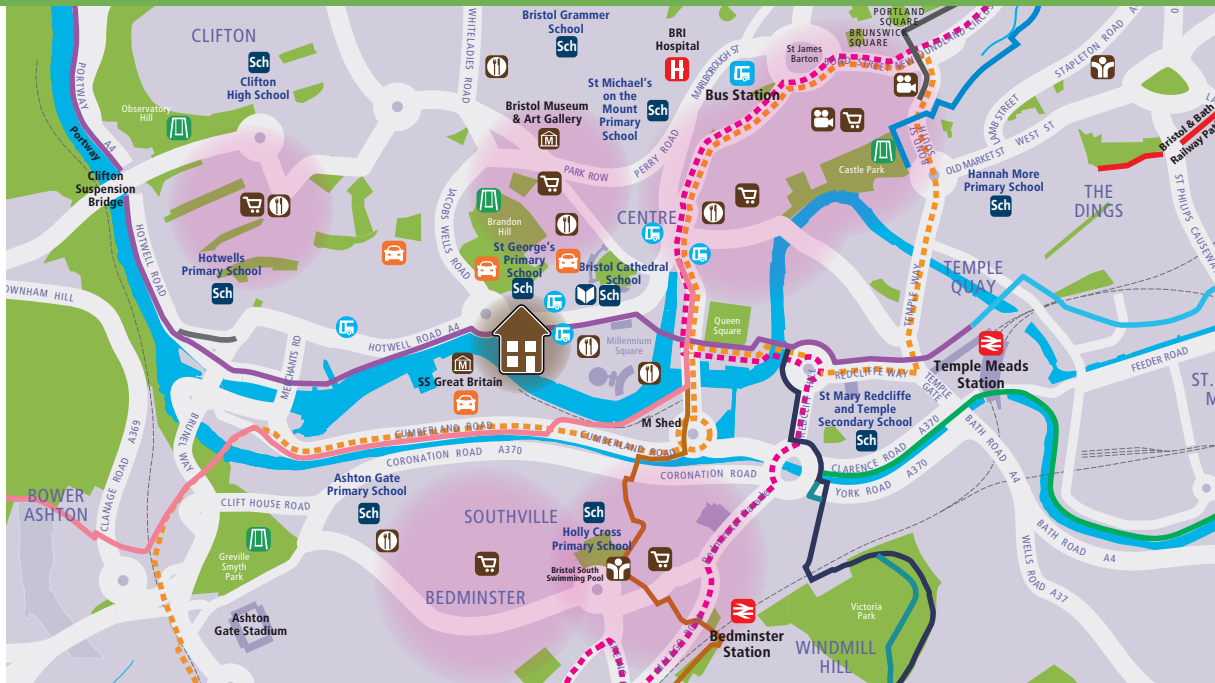 PORTLAND
SQUARE
BRUNSWICK
SQUARE
CLIFTON
Bristol Grammer
School
Sch
BRI
Hospital
H
WHITELADIES ROAD
MARLBOROUGH ST
St James
Barton
STAPLETON ROAD
Sch
Clifton
High School
PORTWAY
A4
Portway
Observatory
Hill
St Michael's
on the
Mount
Primary
School
Sch
Bus Station
Bristol Museum
& Art Gallery
M
PERRY ROAD
PARK ROW
BOND ST
SOUTH
LAMB STREET
WEST ST
OLD MARKET ST
Castle Park
Bristol & Bath
Railway Path
Clifton
Suspension
Bridge
Hannah More
Primary School
Sch
THE
DINGS
ST PHILIPS CAUSEWAY
JACOBS WELLS ROAD
Brandon
Hill
CENTRE
HOTWELL ROAD
Hotwells
Primary School
Sch
St George's
Primary
School
Sch
Bristol Cathedral
School
Sch
TEMPLE
QUAY
TEMPLE WAY
HOTWELL ROAD A4
MERCHANTS RD
Millennium
Square
Queen
Square
Temple Meads
Station
FEEDER ROAD
M
SS Great Britain
REDCLIFFE WAY
TEMPLE
GATE
St Mary Redcliffe
and Temple
Secondary School
Sch
M Shed
BRUNEL WAY
CUMBERLAND ROAD
CUMBERLAND ROAD
CORONATION ROAD A370
CORONATION ROAD
CLARENCE ROAD A370
YORK ROAD A370
BATH ROAD A4
CLANAGE ROAD A369
BOWER
ASHTON
CLIFT HOUSE ROAD
Ashton Gate
Primary School
Sch
SOUTHVILLE
Sch
Holly Cross
Primary School
Greville
Smyth
Park
Bristol South
Swimming Pool
BEDMINSTER
BATH ROAD A4
WELLS ROAD A37
Ashton
Gate Stadium
Bedminster
Station
Victoria
Park
WINDMILL
HILL